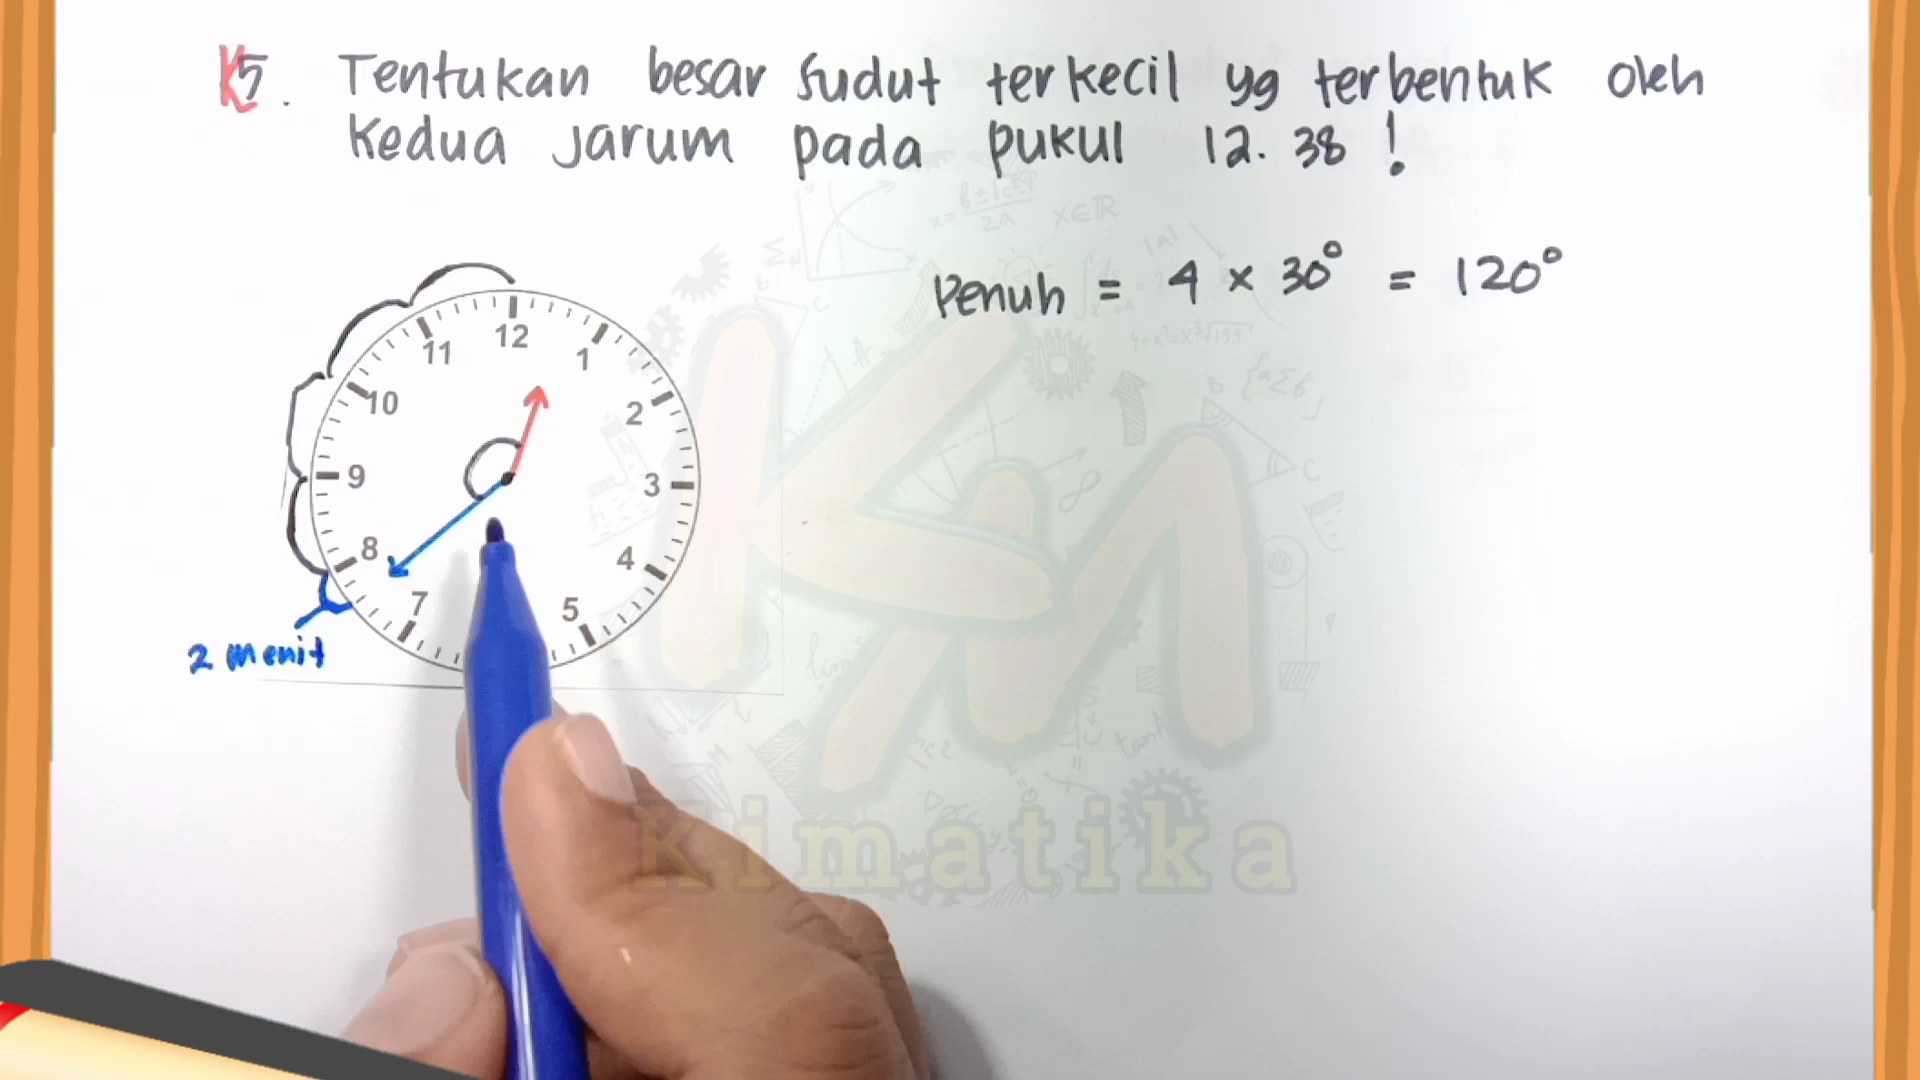 K5. Tentukan besar sudut terkecil yg terbentuk oleh
kedua jarum pada pukul 12.38 !
Penuh = 4 × 30° = 120°
12
11
1
10
2
9
3
8
4
7
5
2 menit
KM
Kimatika